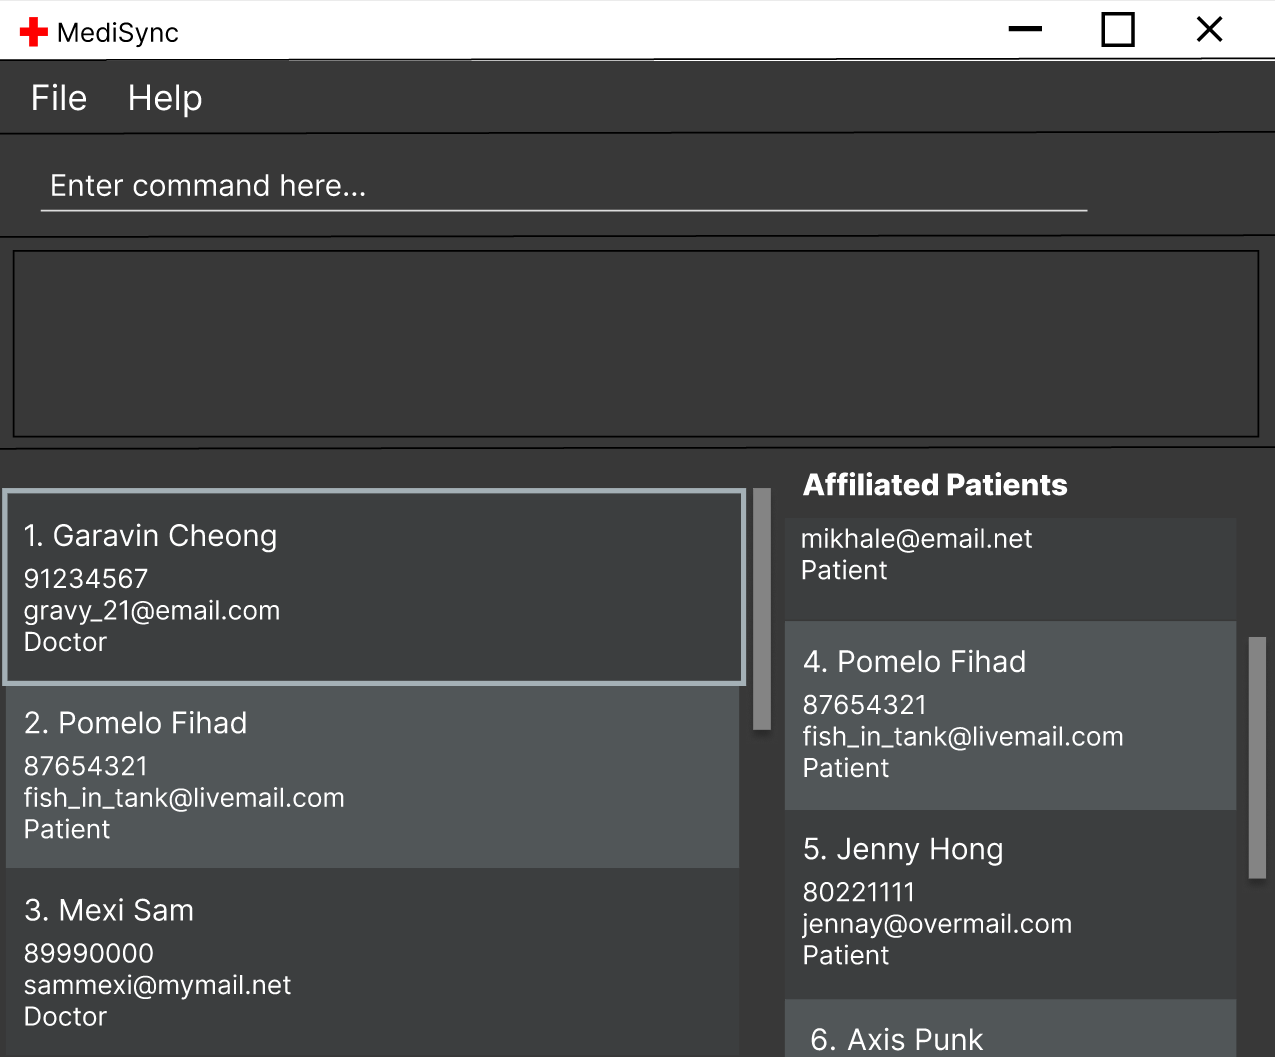 MediSync
File Help
Enter command here...
1. Garavin Cheong
91234567
gravy_21@email.com
Doctor
2. Pomelo Fihad
87654321
fish_in_tank@livemail.com
Patient
3. Mexi Sam
89990000
sammexi@mymail.net
Doctor
Affiliated Patients
mikhale@email.net
Patient
4. Pomelo Fihad
87654321
fish_in_tank@livemail.com
Patient
5. Jenny Hong
80221111
jennay@overmail.com
Patient
6. Axis Punk